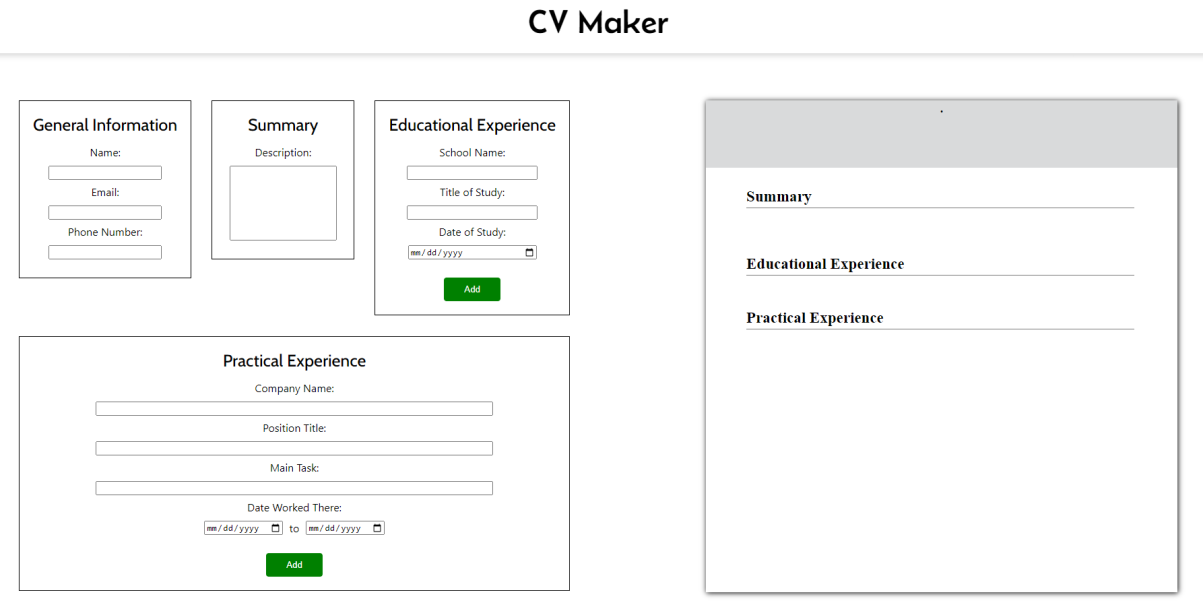 CV Maker
General Information
Name:
Email:
Phone Number:
Summary
Description:
Educational Experience
School Name:
Title of Study:
Date of Study:
mm/dd/yyyy
Add
Practical Experience
Company Name:
Position Title:
Main Task:
Date Worked There:
mm/dd/yyyy to mm/dd/yyyy
Add
·
Summary
Educational Experience
Practical Experience